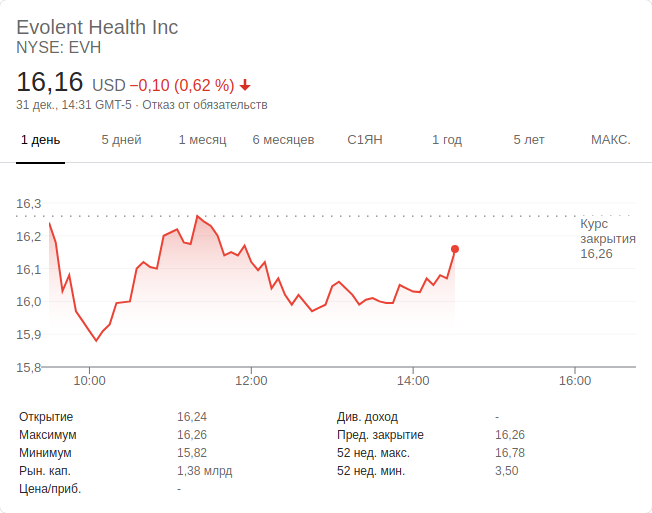 Evolent Health Inc
NYSE: EVH
16,16 USD −0,10 (0,62 %)
31 дек., 14:31 GMT-5 · Отказ от обязательств
1 день 5 дней 1 месяц 6 месяцев С1ЯН 1 год 5 лет МАКС.
16,3
Курс
16,2
закрытия
16,26
16,1
16,0
15,9
15,8
10:00 12:00 14:00 16:00
Открытие 16,24 Див. доход -
Максимум 16,26 Пред. закрытие 16,26
Минимум 15,82 52 нед. макс. 16,78
Рын. кап. 1,38 млрд 52 нед. мин. 3,50
Цена/приб. -